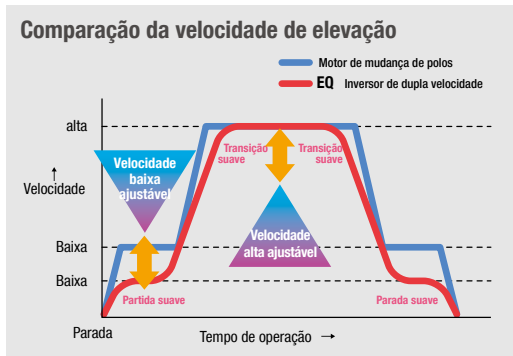 Comparação da velocidade de elevação
Motor de mudança de polos
EQ Inversor de dupla velocidade
alta
Transição suave
Transição suave
Velocidade
baixa
ajustável
↑
Velocidade
Velocidade
alta ajustável
Baixa
Baixa
Partida suave
Parada suave
Parada
Tempo de operação →